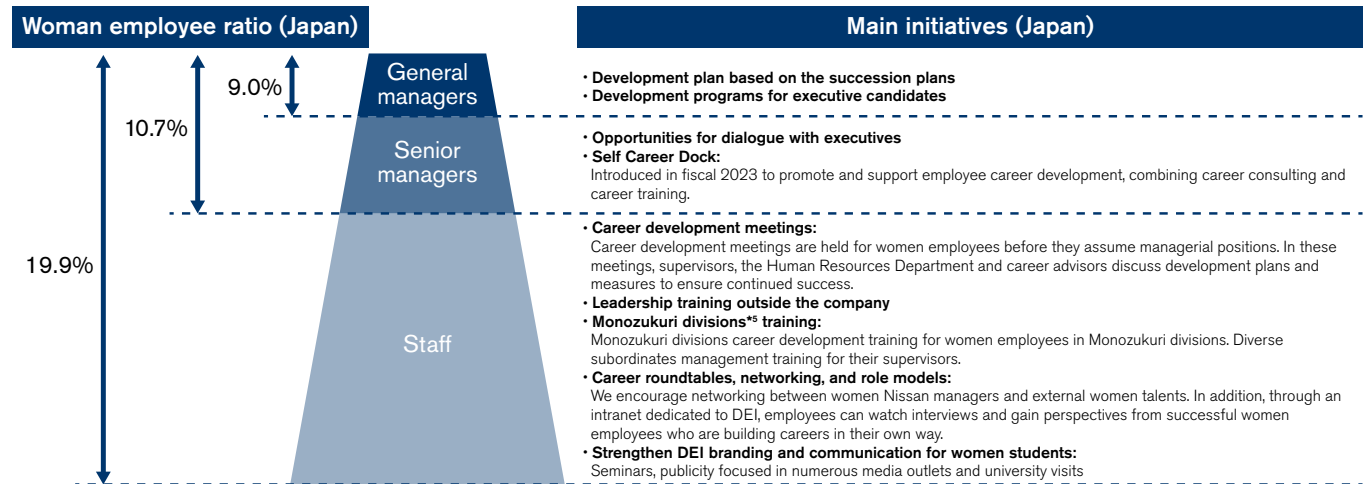 Woman employee ratio (Japan)
Main initiatives (Japan)
9.0%
10.7%
19.9%
General
managers
Senior
managers
Staff
・Development plan based on the succession plans
・Development programs for executive candidates
・Opportunities for dialogue with executives
・Self Career Dock:
Introduced in fiscal 2023 to promote and support employee career development, combining career consulting and
career training.
・Career development meetings:
Career development meetings are held for women employees before they assume managerial positions. In these
meetings, supervisors, the Human Resources Department and career advisors discuss development plans and
measures to ensure continued success.
・Leadership training outside the company
・Monozukuri divisions*5 training:
Monozukuri divisions career development training for women employees in Monozukuri divisions. Diverse
subordinates management training for their supervisors.
・Career roundtables, networking, and role models:
We encourage networking between women Nissan managers and external women talents. In addition, through an
intranet dedicated to DEI, employees can watch interviews and gain perspectives from successful women
employees who are building careers in their own way.
・Strengthen DEI branding and communication for women students:
Seminars, publicity focused in numerous media outlets and university visits